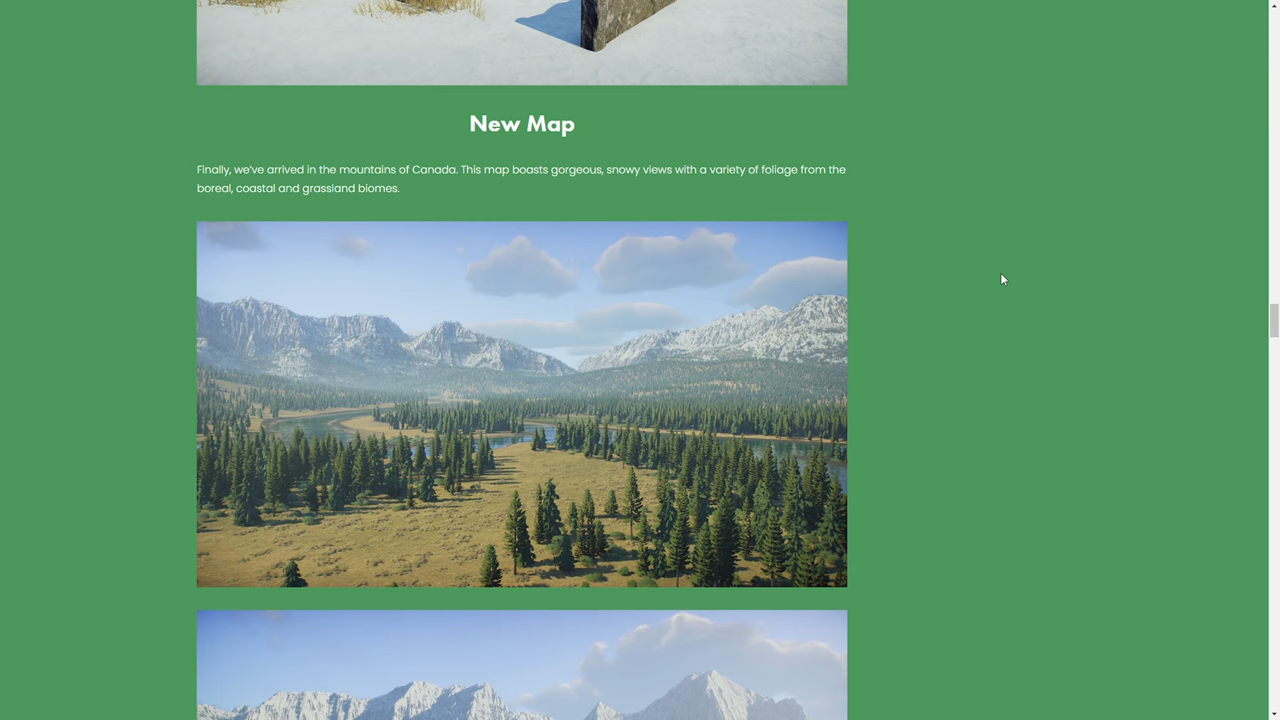 New Map
Finally, we've arrived in the mountains of Canada. This map boasts gorgeous, snowy views with a variety of foliage from the
boreal, coastal and grassland biomes.